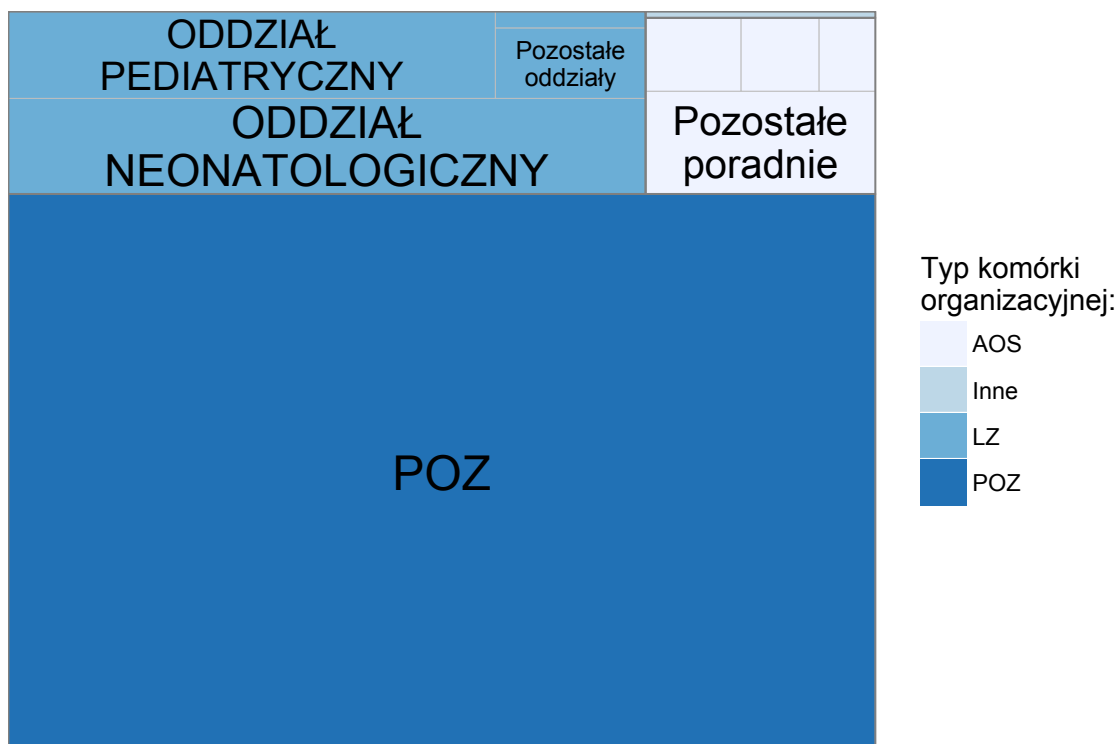 ODDZIAŁ
PEDIATRYCZNY
Pozostałe
oddziały
ODDZIAŁ
NEONATOLOGICZNY
Pozostałe
poradnie
POZ
Typ komórki
organizacyjnej:
AOS
Inne
LZ
POZ